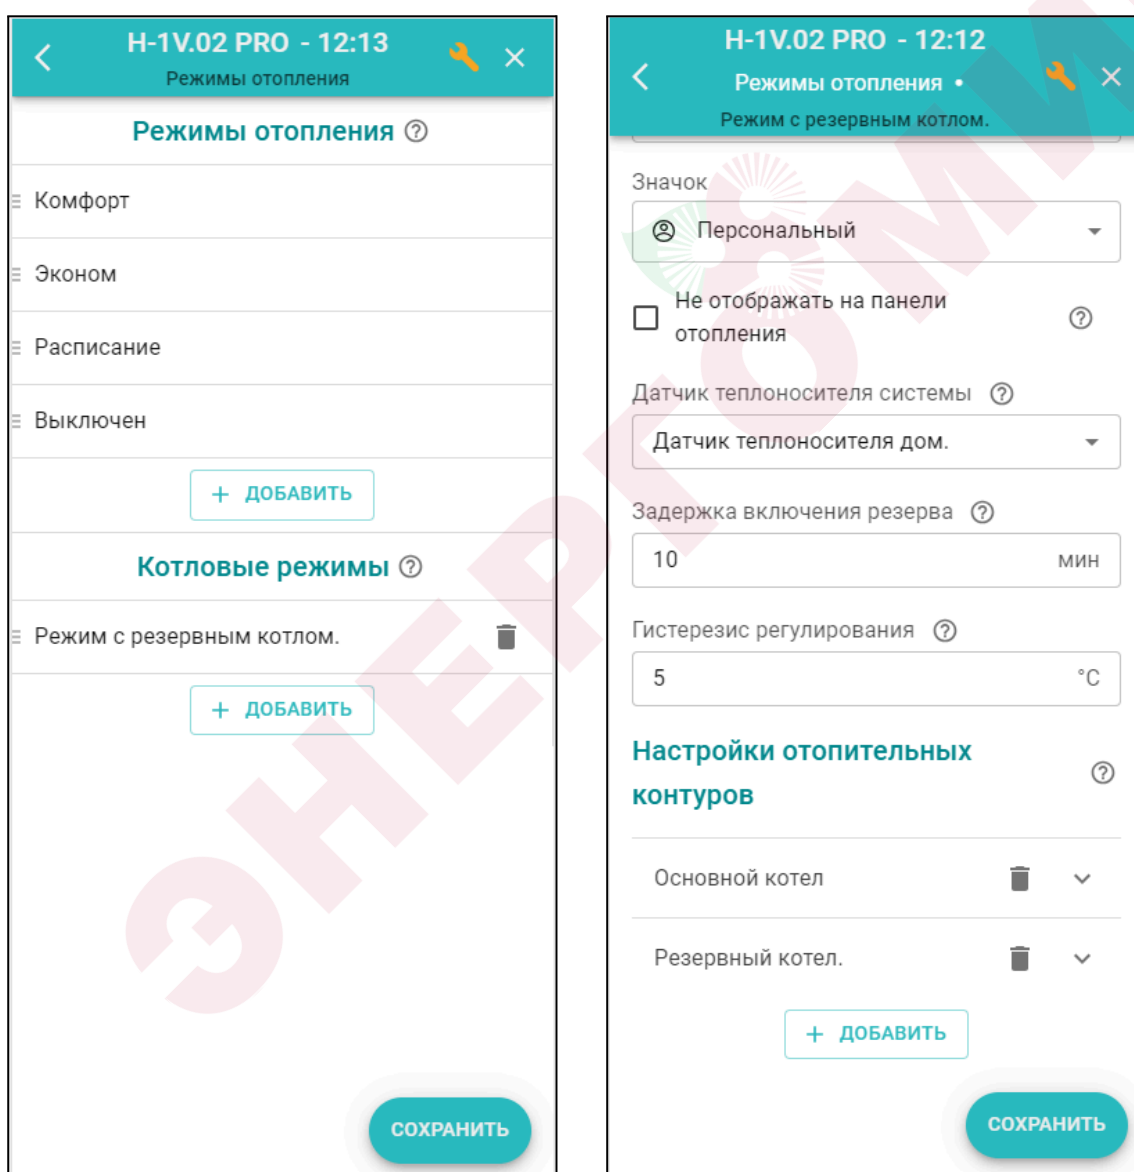 H-1V.02 PRO - 12:13
Режимы отопления
Режимы отопления
Комфорт
Эконом
Расписание
Выключен
+ ДОБАВИТЬ
Котловые режимы
Режим с резервным котлом.
+ ДОБАВИТЬ
СОХРАНИТЬ
H-1V.02 PRO - 12:12
Режимы отопления •
Режим с резервным котлом.
Значок
Персональный
Не отображать на панели
отопления
Датчик теплоносителя системы
Датчик теплоносителя дом.
Задержка включения резерва
10 мин
Гистерезис регулирования
5 °C
Настройки отопительных
контуров
Основной котел
Резервный котел.
+ ДОБАВИТЬ
СОХРАНИТЬ
ЭНЕРГОМИ